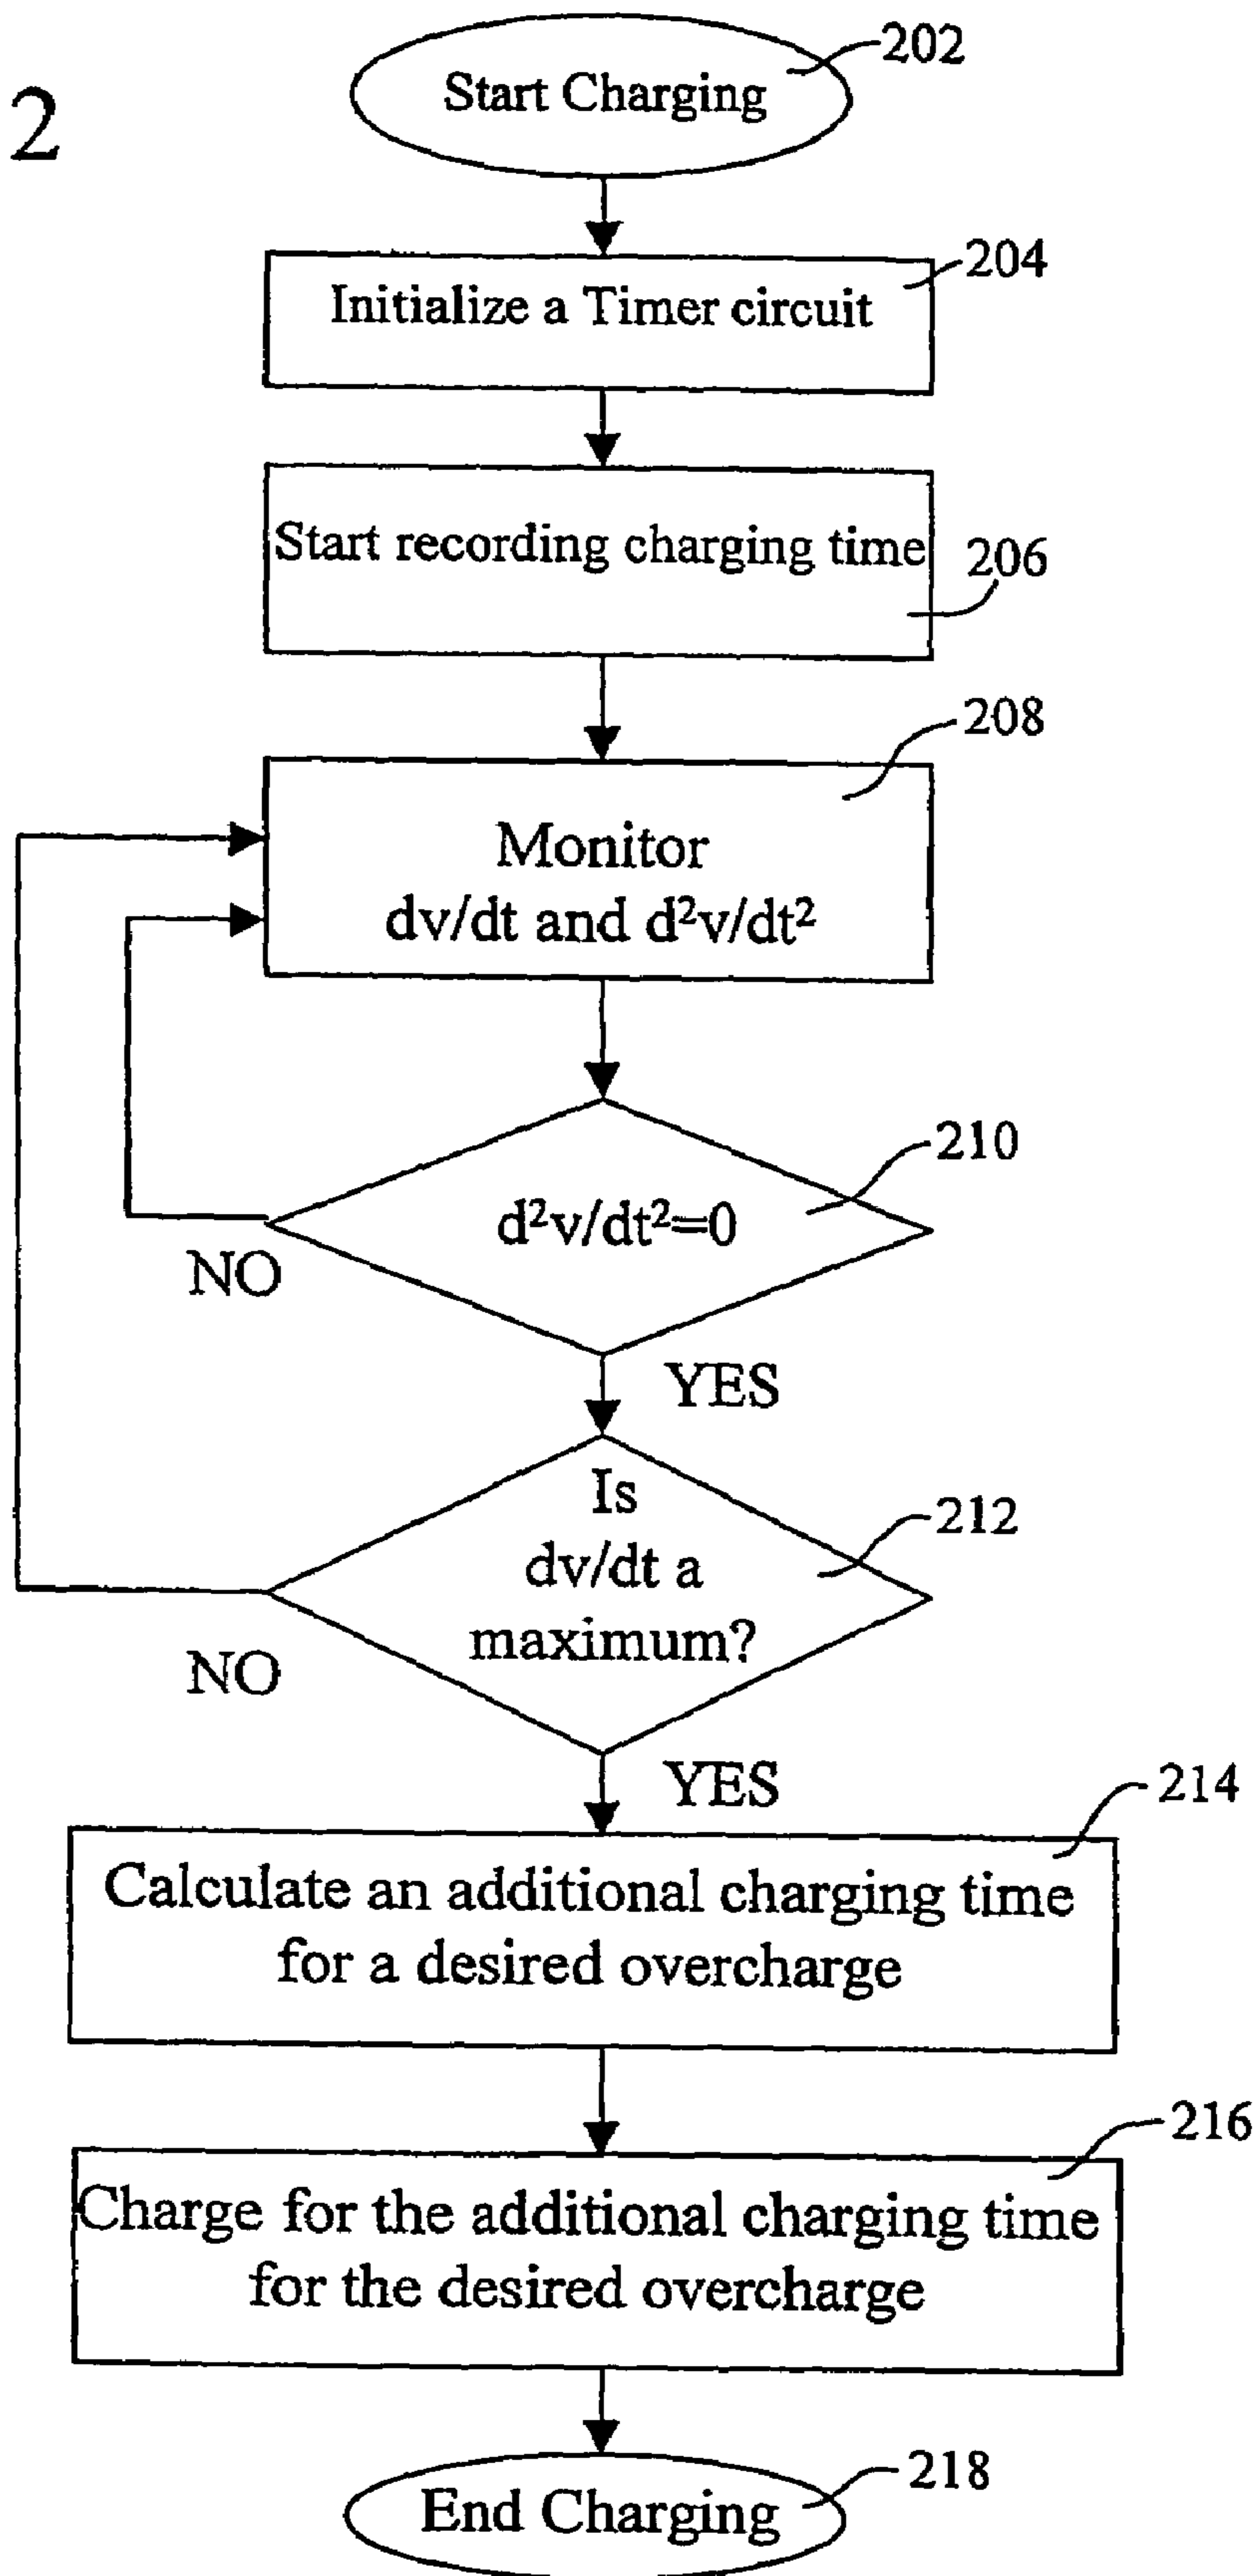 2
Start Charging
202
Initialize a Timer circuit
204
Start recording charging time
206
208
Monitor
dv/dt and d²v/dt²
210
d²v/dt²=0
NO
YES
212
Is
dv/dt a
maximum?
NO
YES
214
Calculate an additional charging time
for a desired overcharge
216
Charge for the additional charging time
for the desired overcharge
218
End Charging